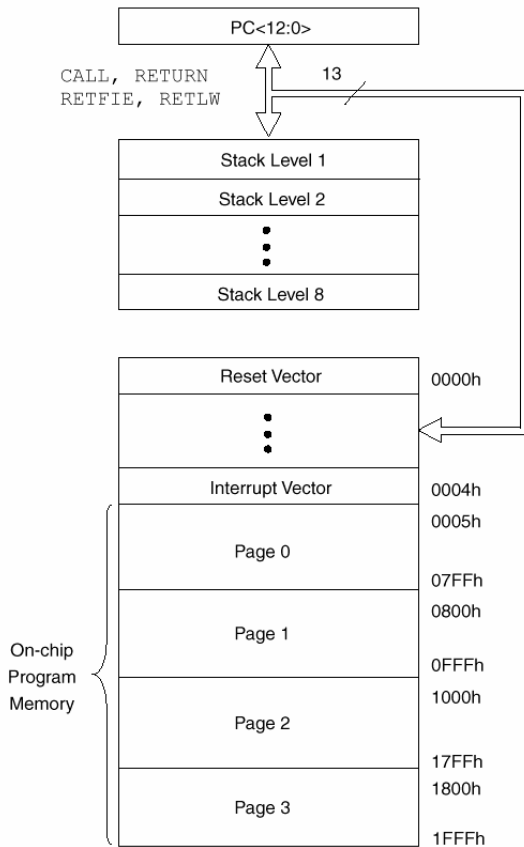 PC<12:0>
CALL, RETURN
RETFIE, RETLW
13
Stack Level 1
Stack Level 2
Stack Level 8
Reset Vector
0000h
Interrupt Vector
0004h
0005h
Page 0
07FFh
0800h
Page 1
0FFFh
On-chip
Program
Memory
1000h
Page 2
17FFh
1800h
Page 3
1FFFh